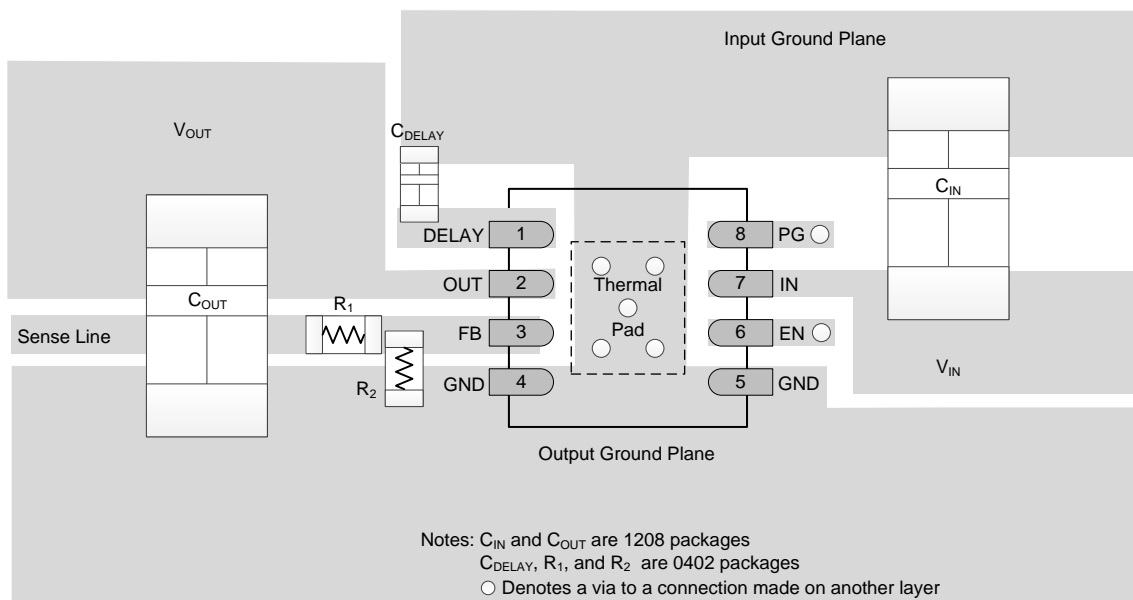 Input Ground Plane
VOUT
CDELAY
CIN
DELAY 1
8 PG
OUT 2
Thermal
7 IN
COUT
R1
Sense Line
FB 3
Pad
6 EN
R2
GND 4
5 GND
VIN
Output Ground Plane
Notes: CIN and COUT are 1208 packages
CDELAY, R1, and R2 are 0402 packages
Denotes a via to a connection made on another layer